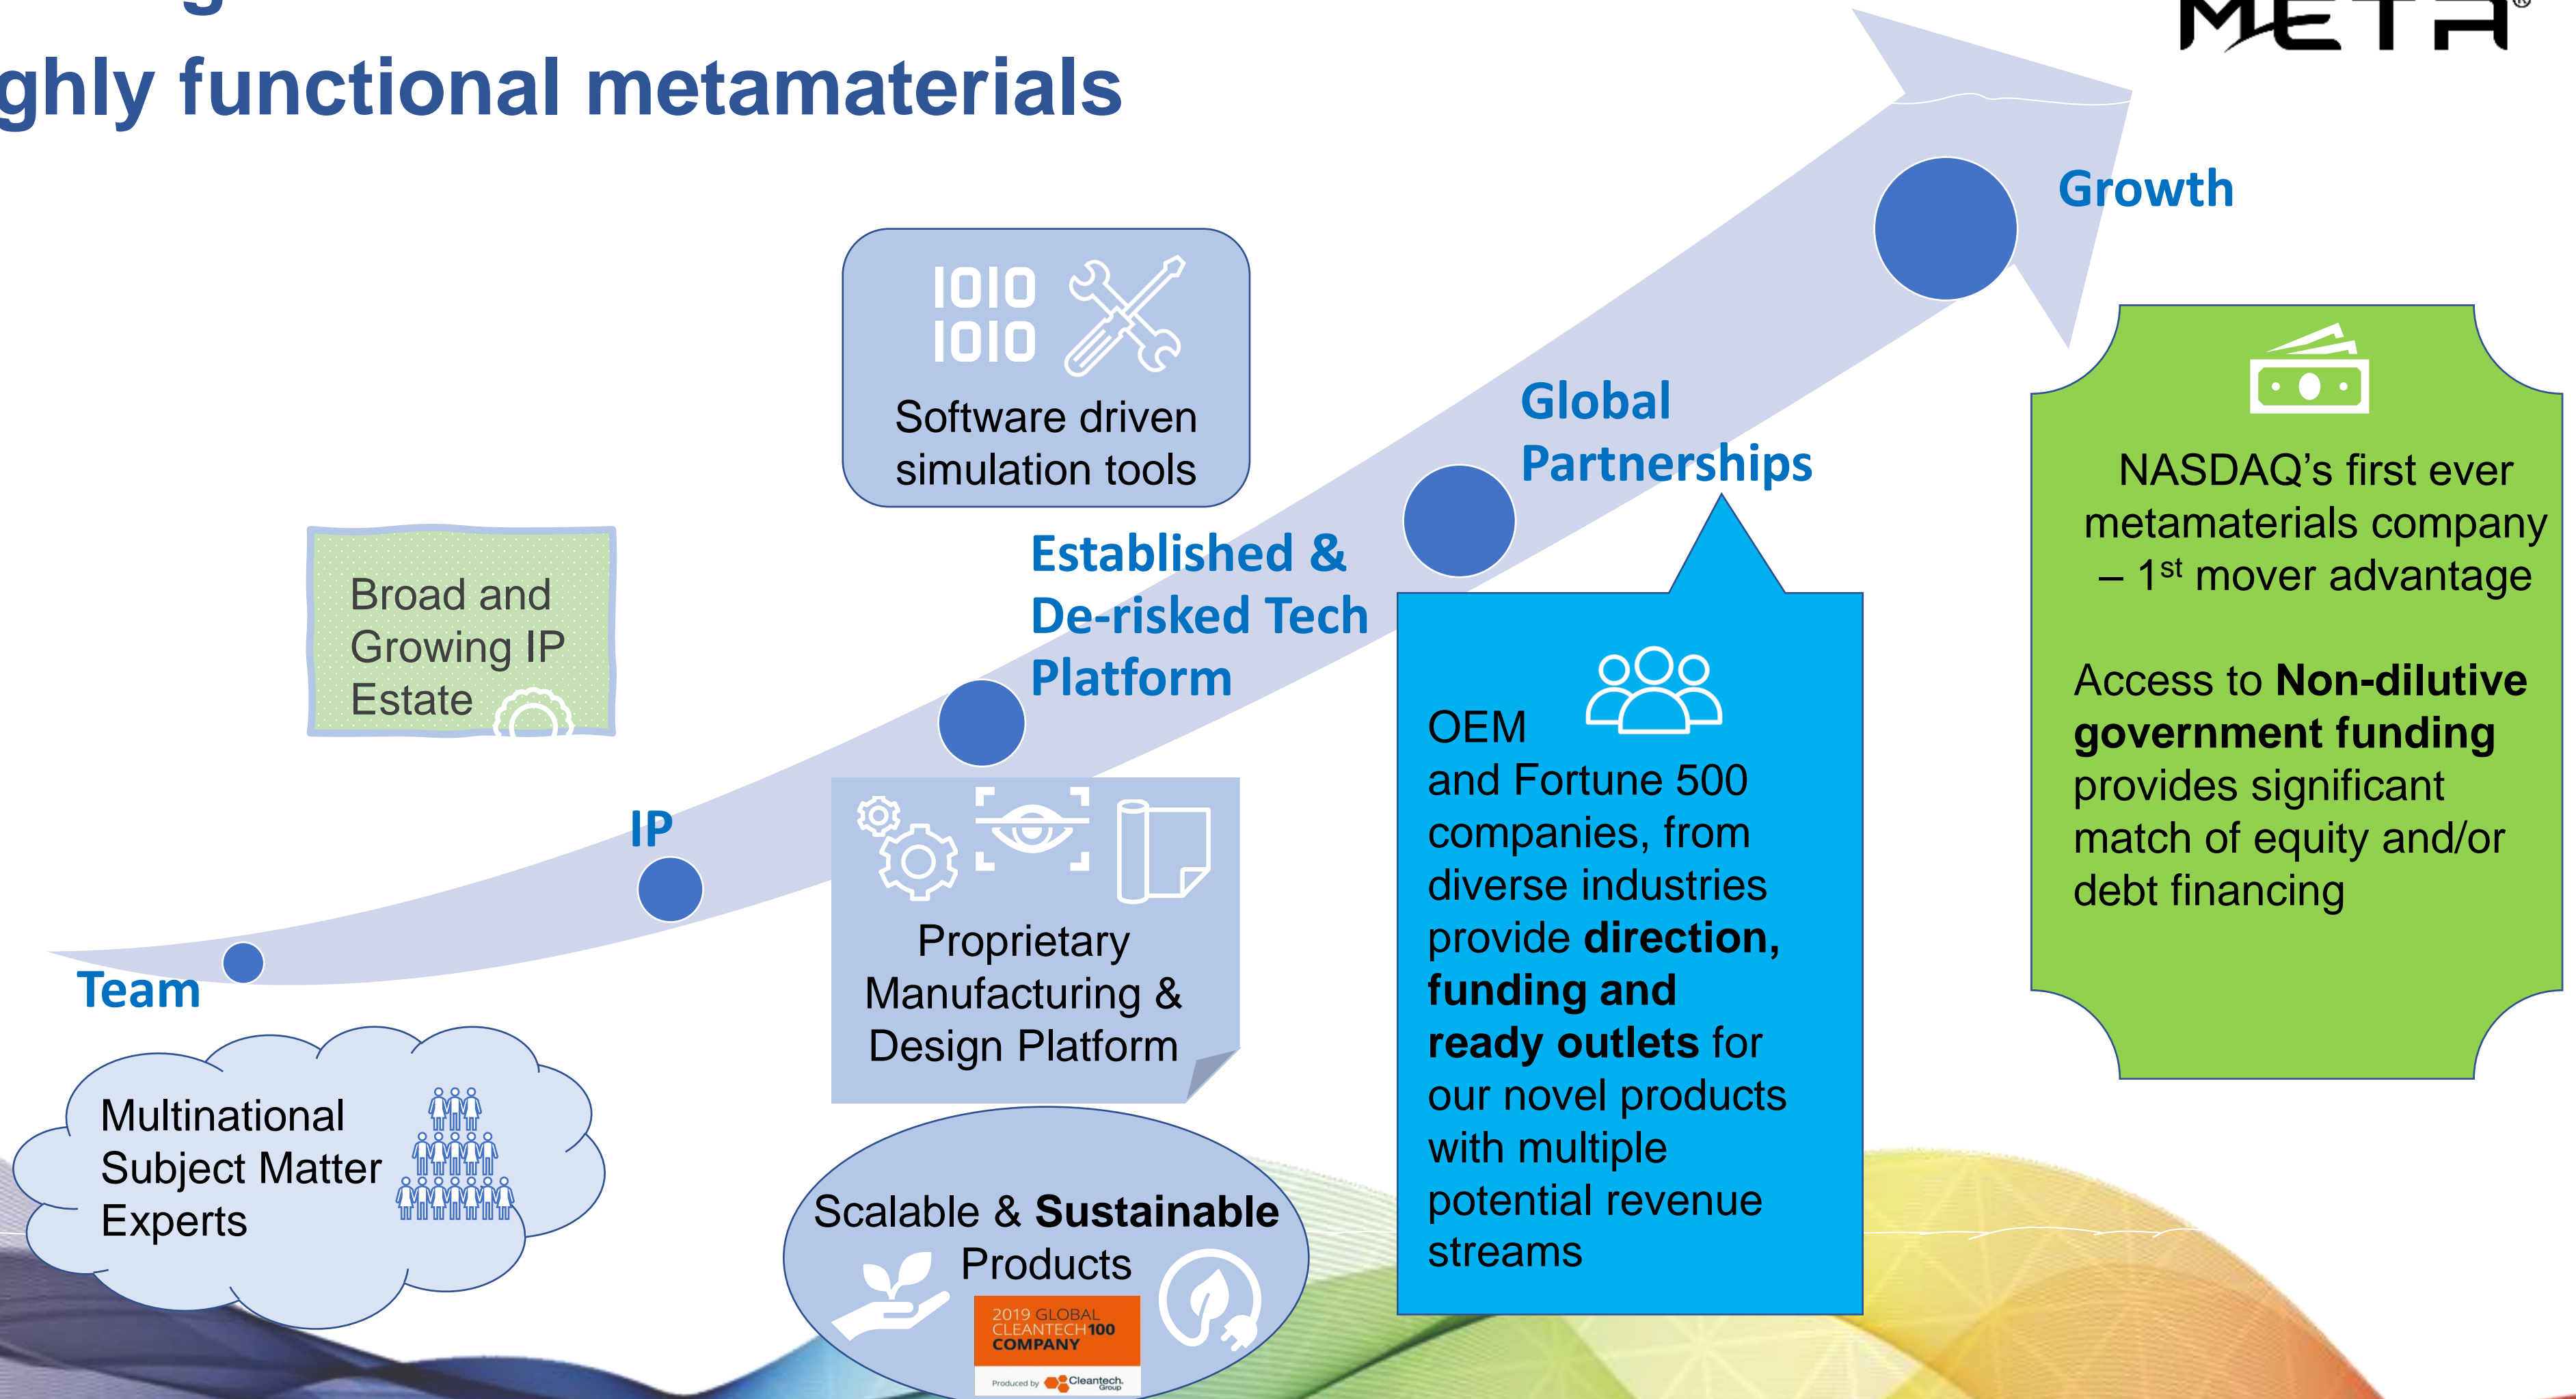 ghly functional metamaterials
META®
Growth
1010
1010
Software driven
simulation tools
Global
Partnerships
NASDAQ’s first ever
metamaterials company
– 1st mover advantage
Access to Non-dilutive
government funding
provides significant
match of equity and/or
debt financing
Established &
De-risked Tech
Platform
Broad and
Growing IP
Estate
OEM
and Fortune 500
companies, from
diverse industries
provide direction,
funding and
ready outlets for
our novel products
with multiple
potential revenue
streams
IP
Proprietary
Manufacturing &
Design Platform
Team
Multinational
Subject Matter
Experts
Scalable & Sustainable
Products
2019 GLOBAL
CLEANTECH100
COMPANY
Produced by Cleantech.
Group